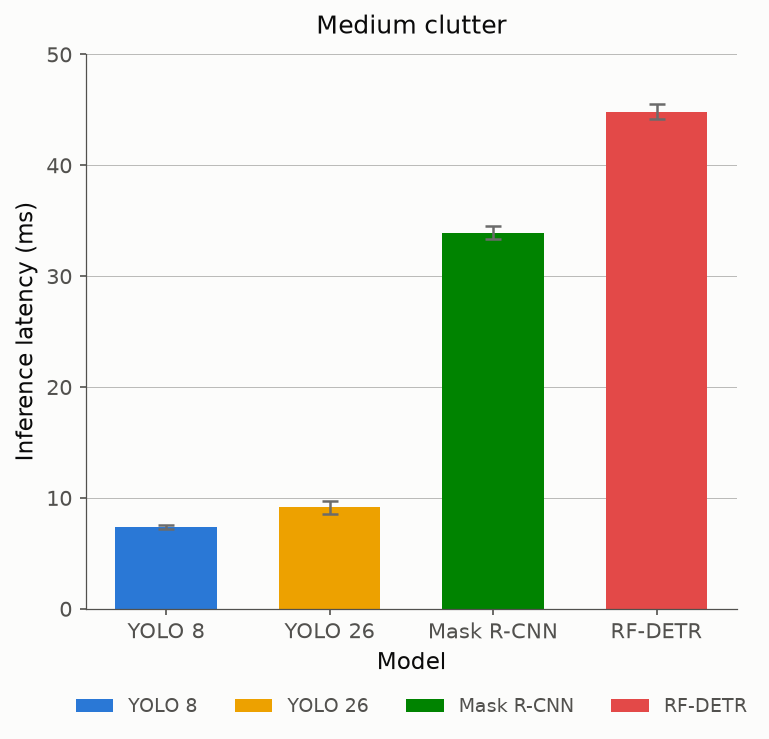 Medium clutter
Inference latency (ms)
50
40
30
20
10
0
YOLO 8 YOLO 26 Mask R-CNN RF-DETR
Model
YOLO 8 YOLO 26 Mask R-CNN RF-DETR